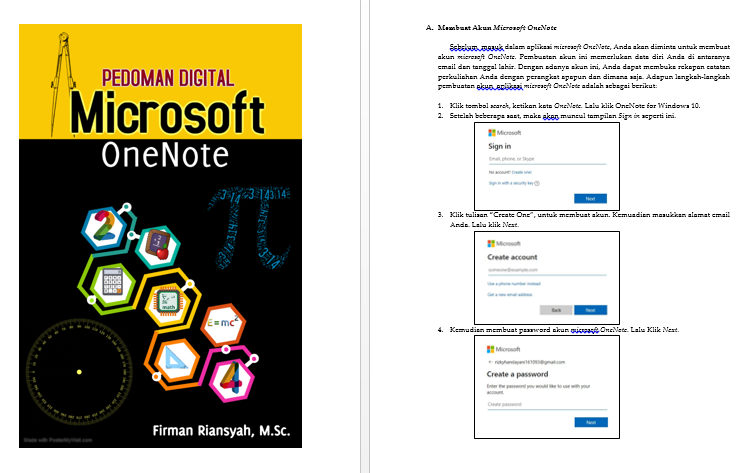 PEDOMAN DIGITAL
Microsoft
OneNote
2
math
E=mc²
4
Firman Riansyah, M.Sc.
Made with PosterMyWall.com
A. Membuat Akun Microsoft OneNote
Sebelum masuk dalam aplikasi microsoft OneNote, Anda akan diminta untuk membuat
akun microsoft OneNote. Pembuatan akun ini memerlukan data diri Anda di antaranya
email dan tanggal lahir. Dengan adanya akun ini, Anda dapat membuka rekapan catatan
perkuliahan Anda dengan perangkat apapun dan dimana saja. Adapun langkah-langkah
pembuatan akun aplikasi microsoft OneNote adalah sebagai berikut:
1. Klik tombol search, ketikan kata OneNote. Lalu klik OneNote for Windows 10.
2. Setelah beberapa saat, maka akan muncul tampilan Sign in seperti ini.
Microsoft
Sign in
Email, phone, or Skype
No account? Create one!
Sign in with a security key
Next
3. Klik tulisan “Create One”, untuk membuat akun. Kemuadian masukkan alamat email
Anda. Lalu klik Next.
Microsoft
Create account
someone@example.com
Use a phone number instead
Get a new email address
Back Next
4. Kemudian membuat password akun microsoft OneNote. Lalu Klik Next.
Microsoft
Create a password
Enter the password you would like to use with your
account.
Create password
Next